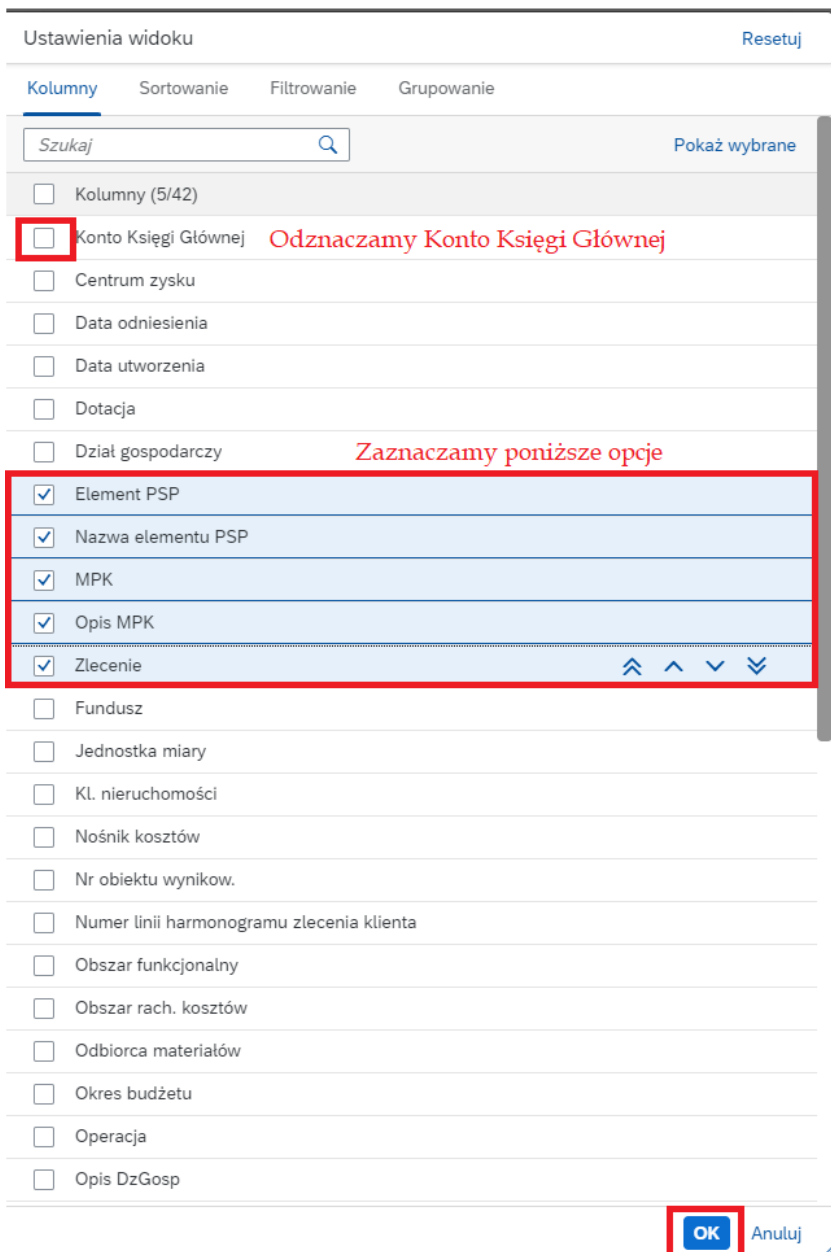 Ustawienia widoku Resetuj
Kolumny Sortowanie Filtrowanie Grupowanie
Szukaj Pokaż wybrane
Kolumny (5/42)
Konto Księgi Głównej Odznaczamy Konto Księgi Głównej
Centrum zysku
Data odniesienia
Data utworzenia
Dotacja
Dział gospodarczy Zaznaczamy poniższe opcje
Element PSP
Nazwa elementu PSP
MPK
Opis MPK
Zlecenie
Fundusz
Jednostka miary
Kl. nieruchomości
Nośnik kosztów
Nr obiektu wynikow.
Numer linii harmonogramu zlecenia klienta
Obszar funkcjonalny
Obszar rach. kosztów
Odbiorca materiałów
Okres budżetu
Operacja
Opis DzGosp
OK Anuluj